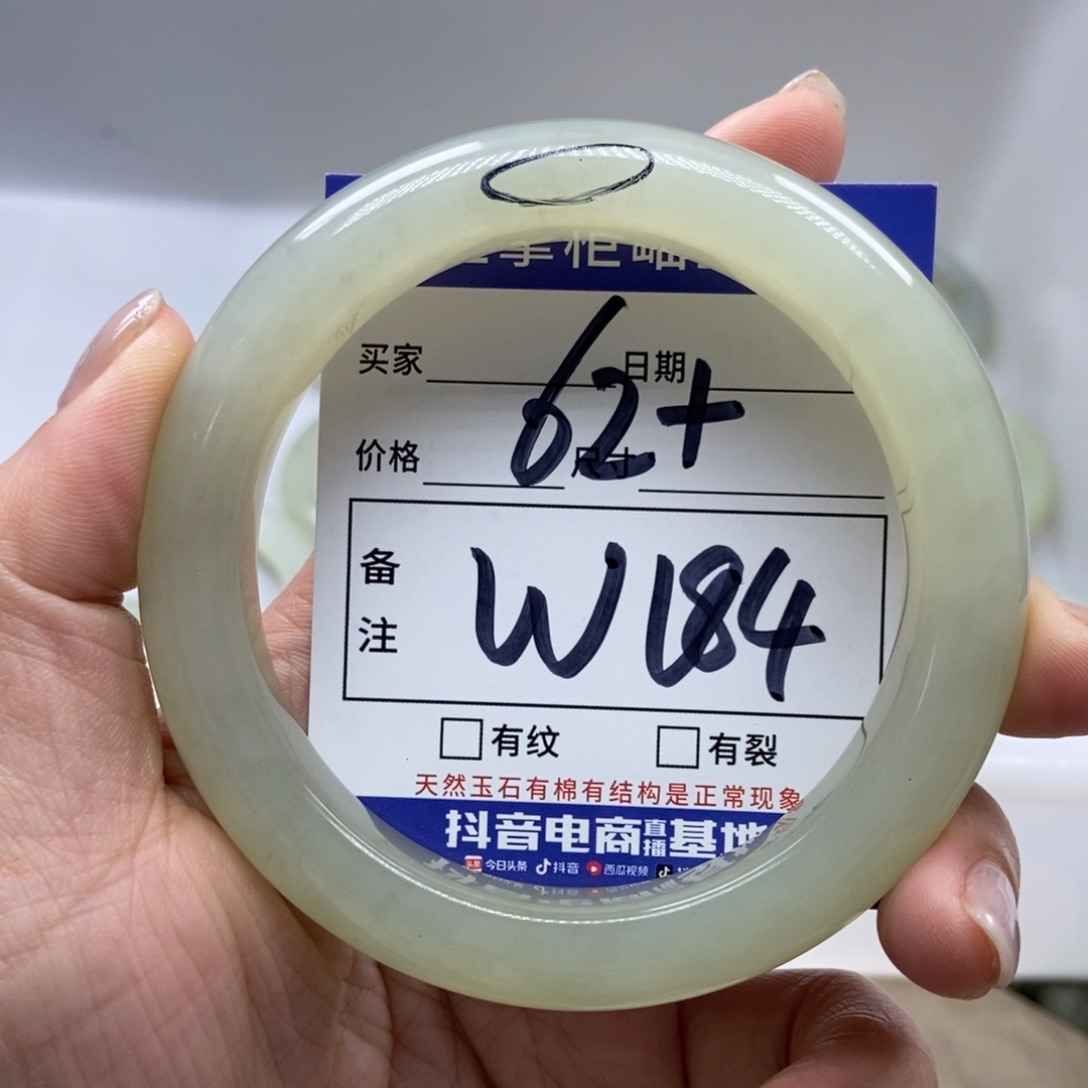 掌柜
买家 日期
62+
价格 尺寸
备注
W184
有纹 有裂
天然玉石有棉有结构是正常现象
抖音电商直播基地
今日头条 抖音 西瓜视频